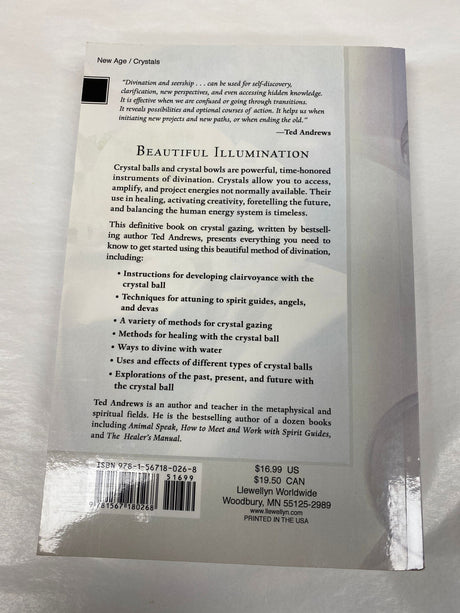 New Age / Crystals
"Divination and seership . . . can be used for self-discovery,
clarification, new perspectives, and even accessing hidden knowledge.
It is effective when we are confused or going through transitions.
It reveals possibilities and optional courses of action. It helps us when
initiating new projects and new paths, or when ending the old."
—Ted Andrews
BEAUTIFUL ILLUMINATION
Crystal balls and crystal bowls are powerful, time-honored
instruments of divination. Crystals allow you to access,
amplify, and project energies not normally available. Their
use in healing, activating creativity, foretelling the future,
and balancing the human energy system is timeless.
This definitive book on crystal gazing, written by bestsell-
ing author Ted Andrews, presents everything you need to
know to get started using this beautiful method of divination,
including:
• Instructions for developing clairvoyance with the
crystal ball
• Techniques for attuning to spirit guides, angels,
and devas
• A variety of methods for crystal gazing
• Methods for healing with the crystal ball
• Ways to divine with water
• Uses and effects of different types of crystal balls
• Explorations of the past, present, and future with
the crystal ball
Ted Andrews is an author and teacher in the metaphysical and
spiritual fields. He is the bestselling author of a dozen books
including Animal Speak, How to Meet and Work with Spirit Guides,
and The Healer's Manual.
ISBN 978-1-56718-026-8
51699
9 781567 180268
$16.99 US
$19.50 CAN
Llewellyn Worldwide
Woodbury, MN 55125-2989
www.llewellyn.com
PRINTED IN THE USA